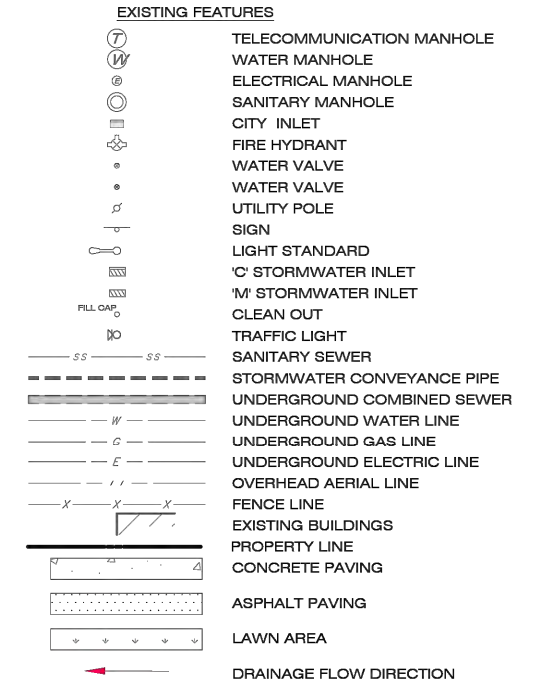 EXISTING FEATURES
T TELECOMMUNICATION MANHOLE
W WATER MANHOLE
E ELECTRICAL MANHOLE
SANITARY MANHOLE
CITY INLET
FIRE HYDRANT
WATER VALVE
WATER VALVE
UTILITY POLE
SIGN
LIGHT STANDARD
'C' STORMWATER INLET
'M' STORMWATER INLET
FILL CAP CLEAN OUT
TRAFFIC LIGHT
SS SS SANITARY SEWER
STORMWATER CONVEYANCE PIPE
UNDERGROUND COMBINED SEWER
W UNDERGROUND WATER LINE
G UNDERGROUND GAS LINE
E UNDERGROUND ELECTRIC LINE
OVERHEAD AERIAL LINE
X X X FENCE LINE
EXISTING BUILDINGS
PROPERTY LINE
CONCRETE PAVING
ASPHALT PAVING
LAWN AREA
DRAINAGE FLOW DIRECTION